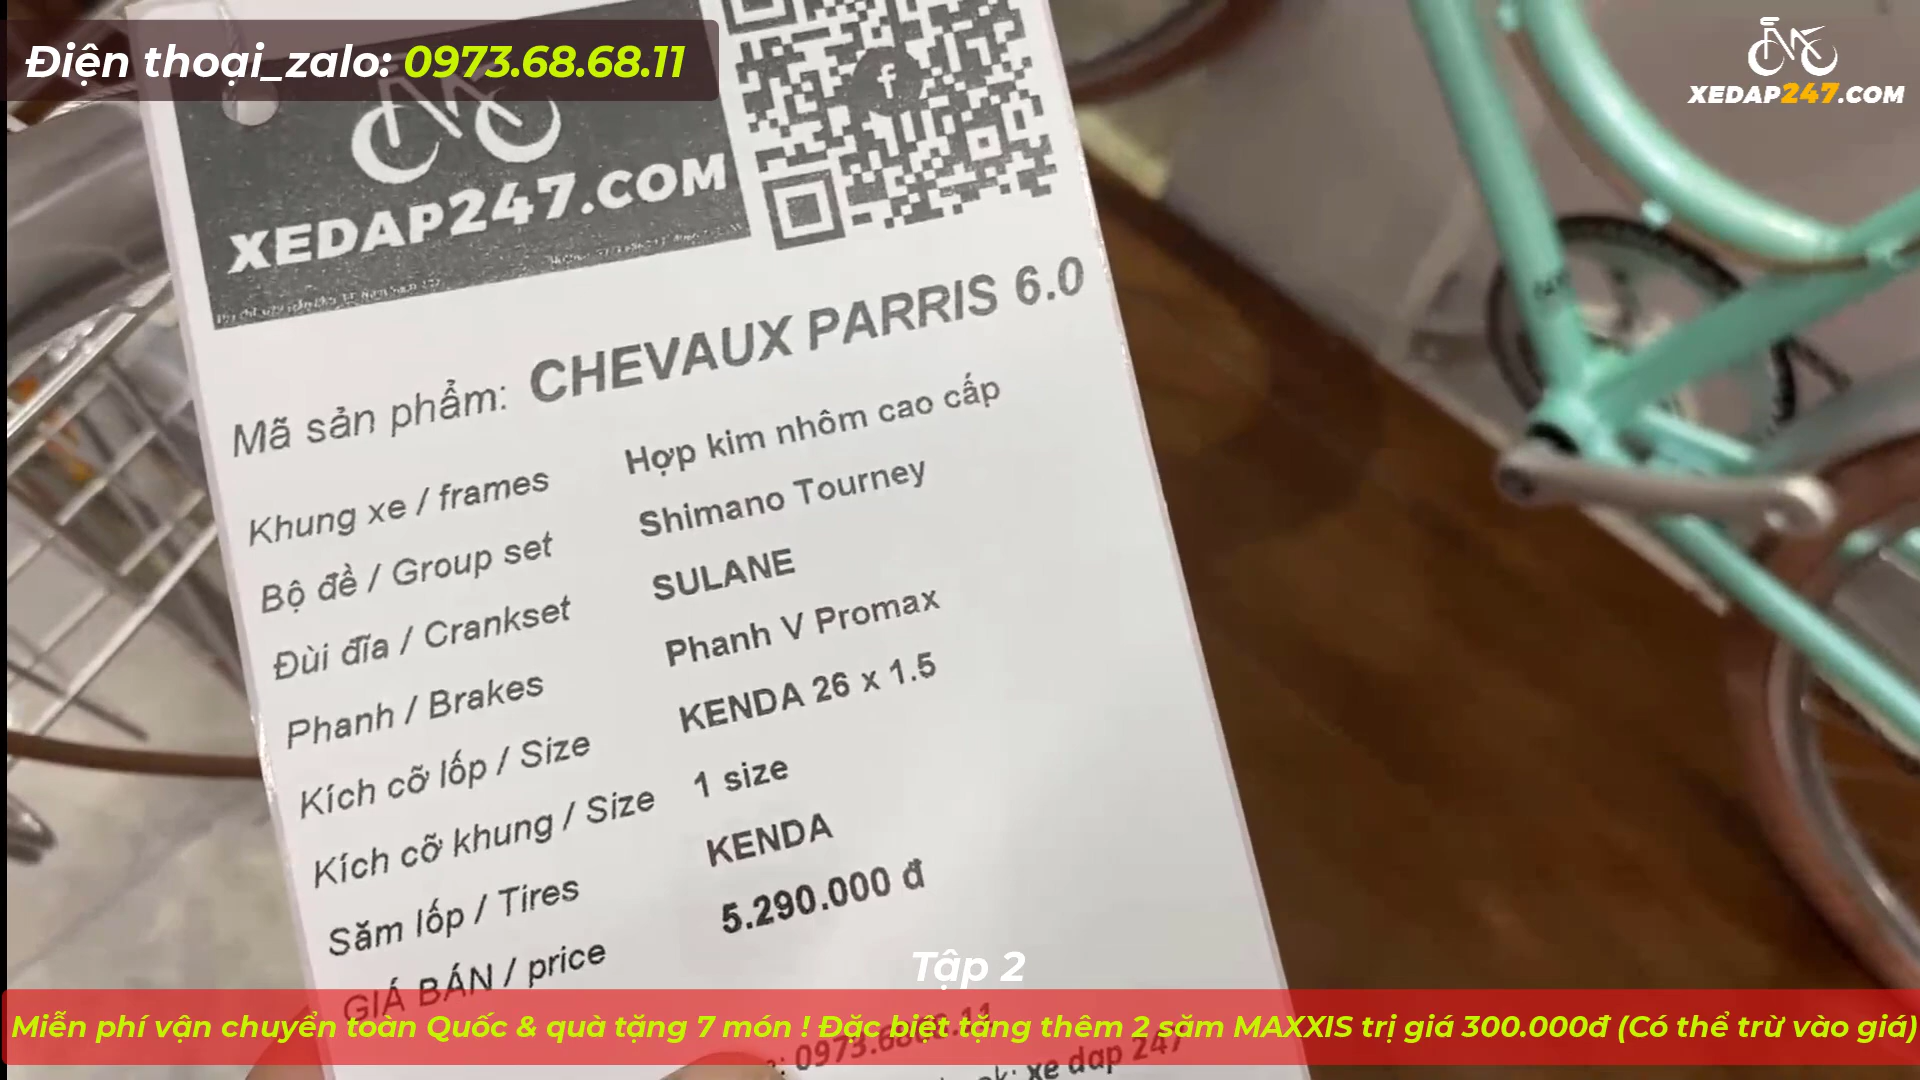 Điện thoại_zalo: 0973.68.68.11
XEDAP247.COM
XEDAP247.COM
Mã sản phẩm: CHEVAUX PARRIS 6.0
Khung xe / frames Hợp kim nhôm cao cấp
Bộ đề / Group set Shimano Tourney
Đùi đĩa / Crankset SULANE
Phanh / Brakes Phanh V Promax
Kích cỡ lốp / Size KENDA 26 x 1.5
Kích cỡ khung / Size 1 size
Săm lốp / Tires KENDA
GIÁ BÁN / price 5.290.000 đ
Tập 2
Miễn phí vận chuyển toàn Quốc & quà tặng 7 món ! Đặc biệt tặng thêm 2 săm MAXXIS trị giá 300.000đ (Có thể trừ vào giá)
: 0973.68.68.11
xe dap 247